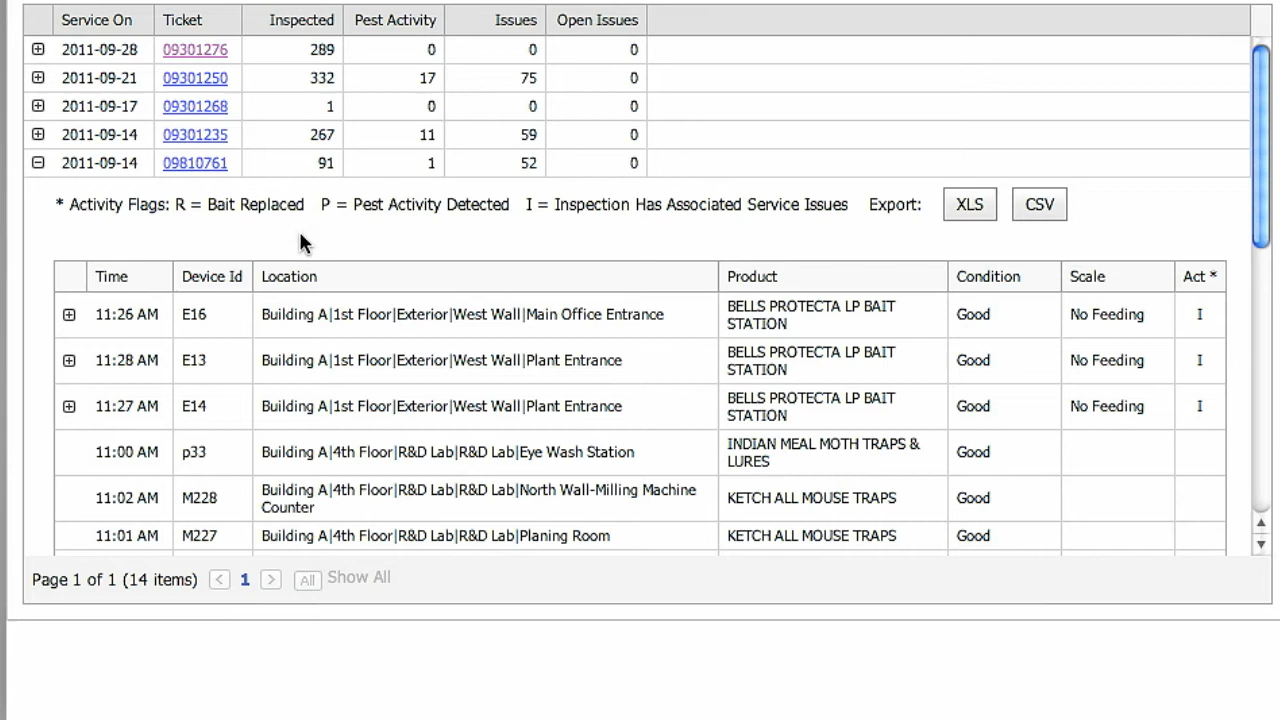 Service On Ticket Inspected Pest Activity Issues Open Issues
2011-09-28 09301276 289 0 0 0
2011-09-21 09301250 332 17 75 0
2011-09-17 09301268 1 0 0 0
2011-09-14 09301235 267 11 59 0
2011-09-14 09810761 91 1 52 0
* Activity Flags: R = Bait Replaced P = Pest Activity Detected I = Inspection Has Associated Service Issues Export: XLS CSV
Time Device Id Location Product Condition Scale Act *
11:26 AM E16 Building A|1st Floor|Exterior|West Wall|Main Office Entrance BELLS PROTECTA LP BAIT
STATION Good No Feeding I
11:28 AM E13 Building A|1st Floor|Exterior|West Wall|Plant Entrance BELLS PROTECTA LP BAIT
STATION Good No Feeding I
11:27 AM E14 Building A|1st Floor|Exterior|West Wall|Plant Entrance BELLS PROTECTA LP BAIT
STATION Good No Feeding I
11:00 AM p33 Building A|4th Floor|R&D Lab|R&D Lab|Eye Wash Station INDIAN MEAL MOTH TRAPS &
LURES Good
11:02 AM M228 Building A|4th Floor|R&D Lab|R&D Lab|North Wall-Milling Machine
Counter KETCH ALL MOUSE TRAPS Good
11:01 AM M227 Building A|4th Floor|R&D Lab|R&D Lab|Planing Room KETCH ALL MOUSE TRAPS Good
Page 1 of 1 (14 items) < 1 > All Show All